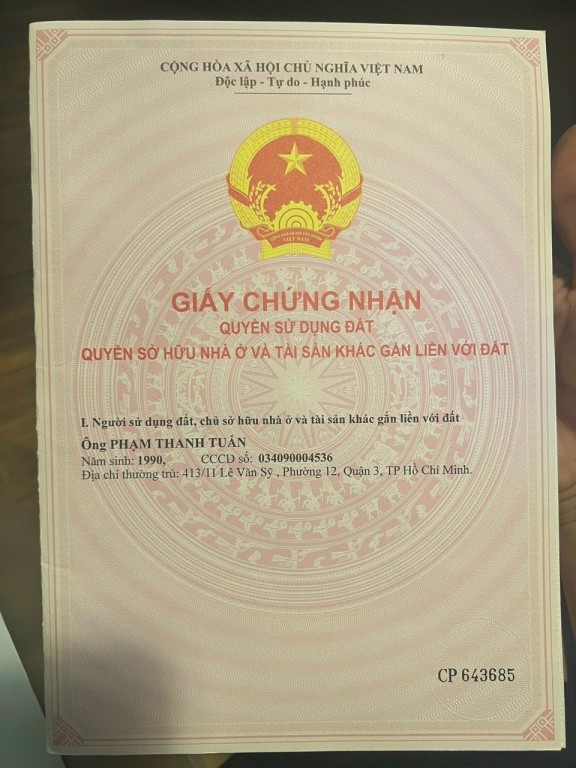 CỘNG HÒA XÃ HỘI CHỦ NGHĨA VIỆT NAM
Độc lập - Tự do - Hạnh phúc
VIỆT NAM
GIẤY CHỨNG NHẬN
QUYỀN SỬ DỤNG ĐẤT
QUYỀN SỞ HỮU NHÀ Ở VÀ TÀI SẢN KHÁC GẮN LIỀN VỚI ĐẤT
I. Người sử dụng đất, chủ sở hữu nhà ở và tài sản khác gắn liền với đất
Ông PHẠM THANH TUẤN
Năm sinh: 1990, CCCD số: 034090004536
Địa chỉ thường trú: 413/11 Lê Văn Sỹ , Phường 12, Quận 3, TP Hồ Chí Minh.
CP 643685